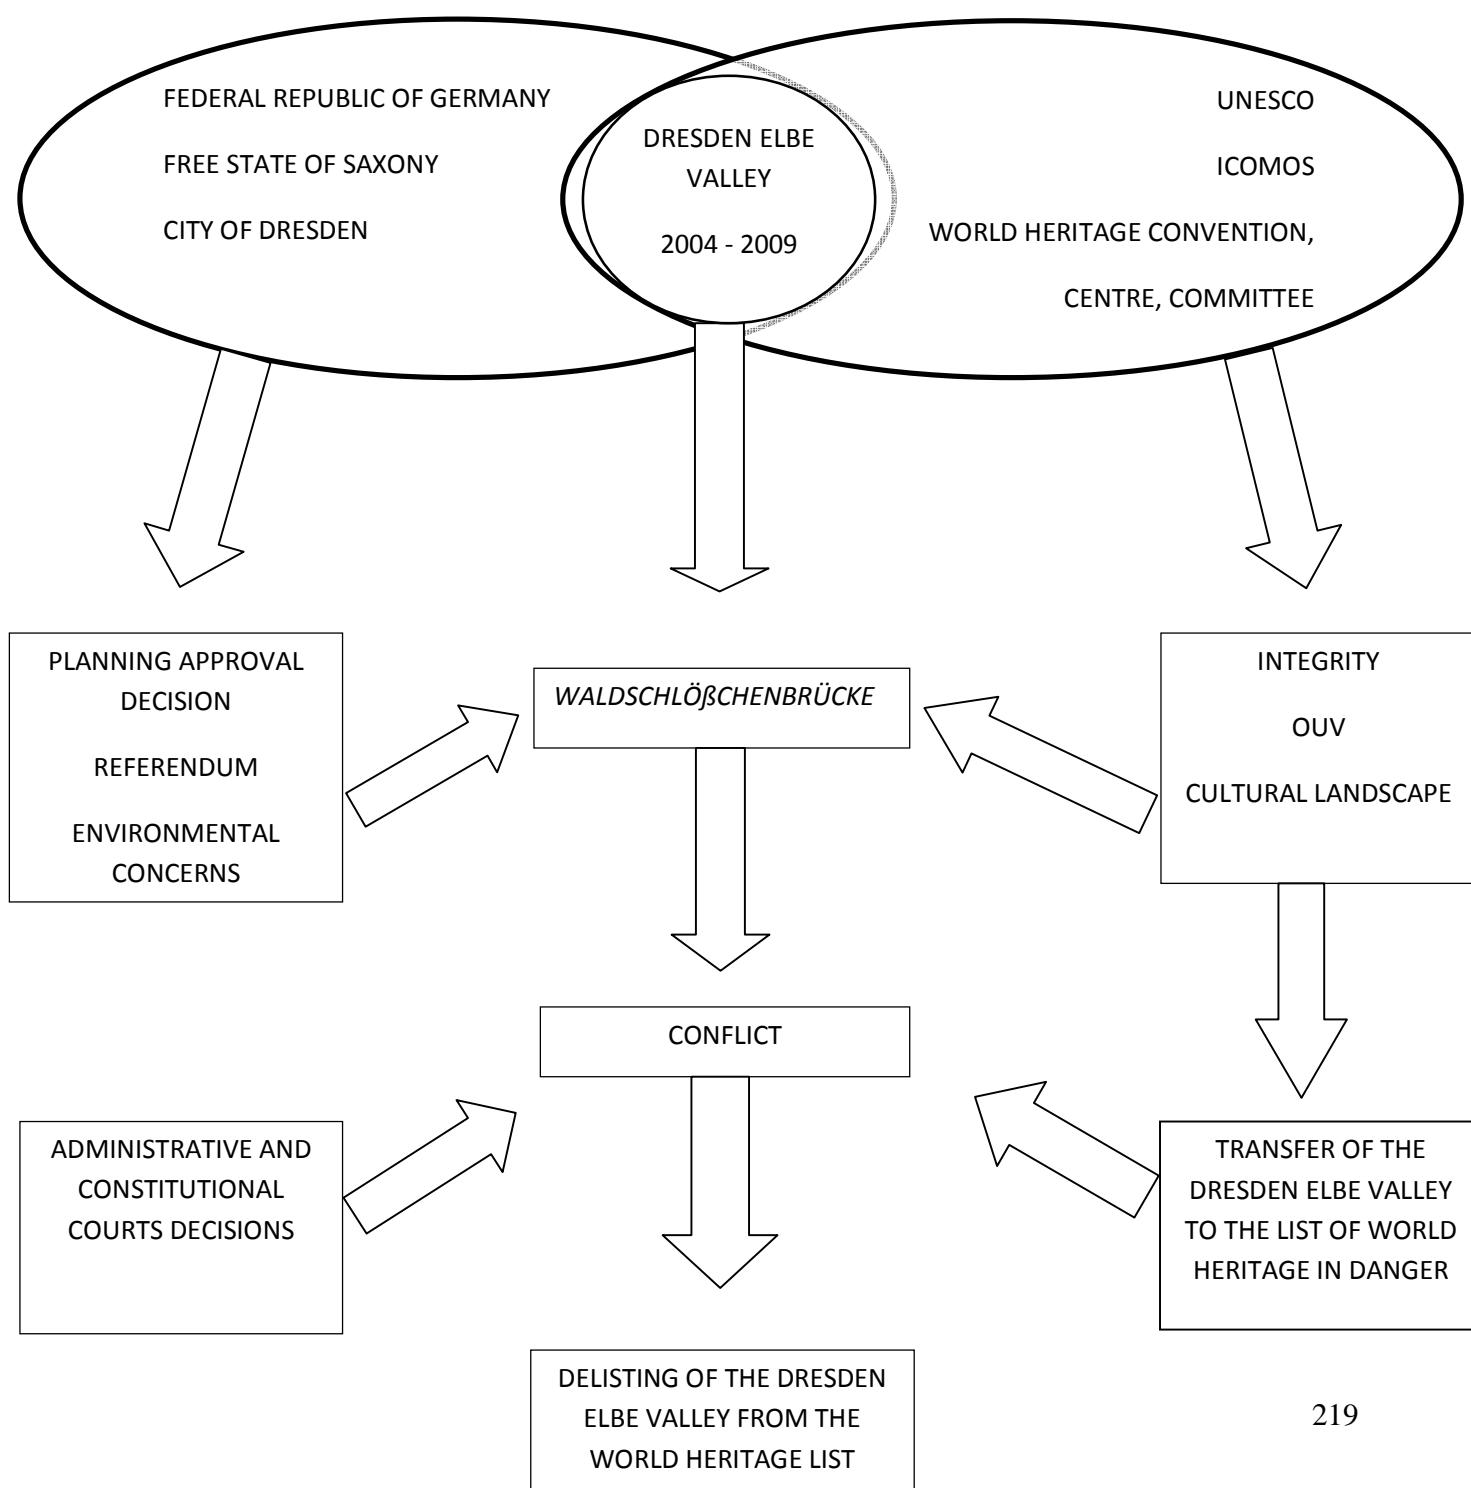 FEDERAL REPUBLIC OF GERMANY
FREE STATE OF SAXONY
CITY OF DRESDEN
DRESDEN ELBE
VALLEY
2004 - 2009
UNESCO
ICOMOS
WORLD HERITAGE CONVENTION,
CENTRE, COMMITTEE
PLANNING APPROVAL
DECISION
REFERENDUM
ENVIRONMENTAL
CONCERNS
WALDSCHLÖßCHENBRÜCKE
INTEGRITY
OUV
CULTURAL LANDSCAPE
CONFLICT
ADMINISTRATIVE AND
CONSTITUTIONAL
COURTS DECISIONS
TRANSFER OF THE
DRESDEN ELBE VALLEY
TO THE LIST OF WORLD
HERITAGE IN DANGER
DELISTING OF THE DRESDEN
ELBE VALLEY FROM THE
WORLD HERITAGE LIST
219